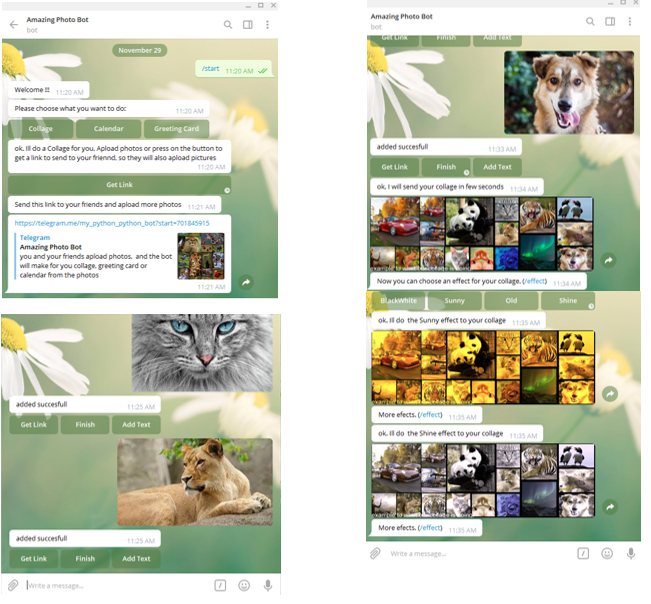 Amazing Photo Bot
bot
November 29
/start 11:20 AM
Welcome !!! 11:20 AM
Please choose what you want to do: 11:20 AM
Collage Calendar Greeting Card
ok, Ill do a Collage for you, Apload photos or press on the button to
get a link to send to your friennd, so they will also apload pictures
11:20 AM
Get Link
Send this link to your friends and apload more photos 11:21 AM
https://telegram.me/my_python_python_bot?start=701845915
Telegram
Amazing Photo Bot
you and your friends apload photos. and the bot
will make for you collage, greeting card or
calendar from the photos
11:21 AM
added succesfull 11:25 AM
Get Link Finish Add Text
added succesfull 11:25 AM
Get Link Finish Add Text
Write a message...
Amazing Photo Bot
bot
Get Link Finish Add Text
added succesfull 11:33 AM
Get Link Finish Add Text
ok, I will send your collage in few seconds 11:34 AM
Now you can choose an effect for your collage. (/effect) 11:34 AM
BlackWhite Sunny Old Shine
ok, Ill do the Sunny effect to your collage 11:35 AM
More efects. (/effect) 11:35 AM
ok, Ill do the Shine effect to your collage 11:35 AM
More efects. (/effect) 11:35 AM
Write a message...